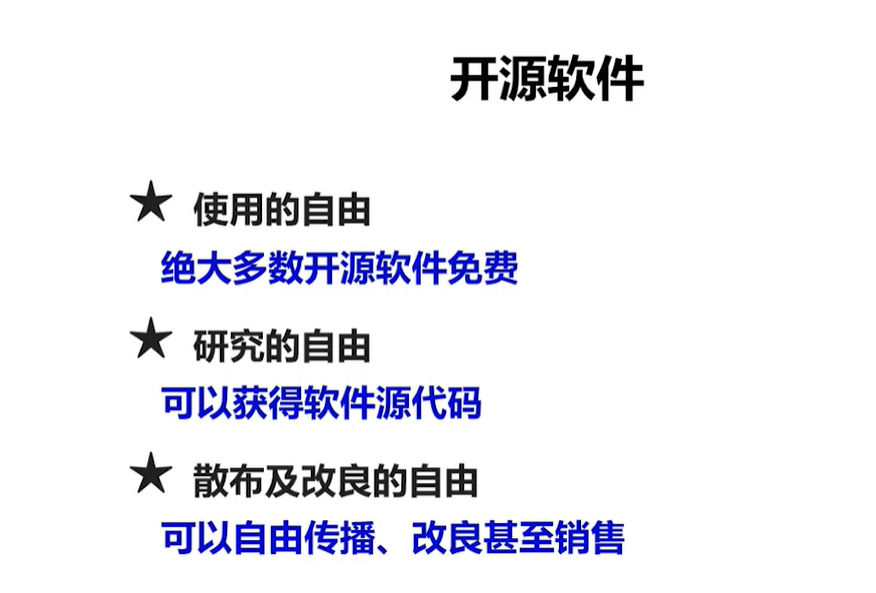 开源软件
★ 使用的自由
绝大多数开源软件免费
★ 研究的自由
可以获得软件源代码
★ 散布及改良的自由
可以自由传播、改良甚至销售